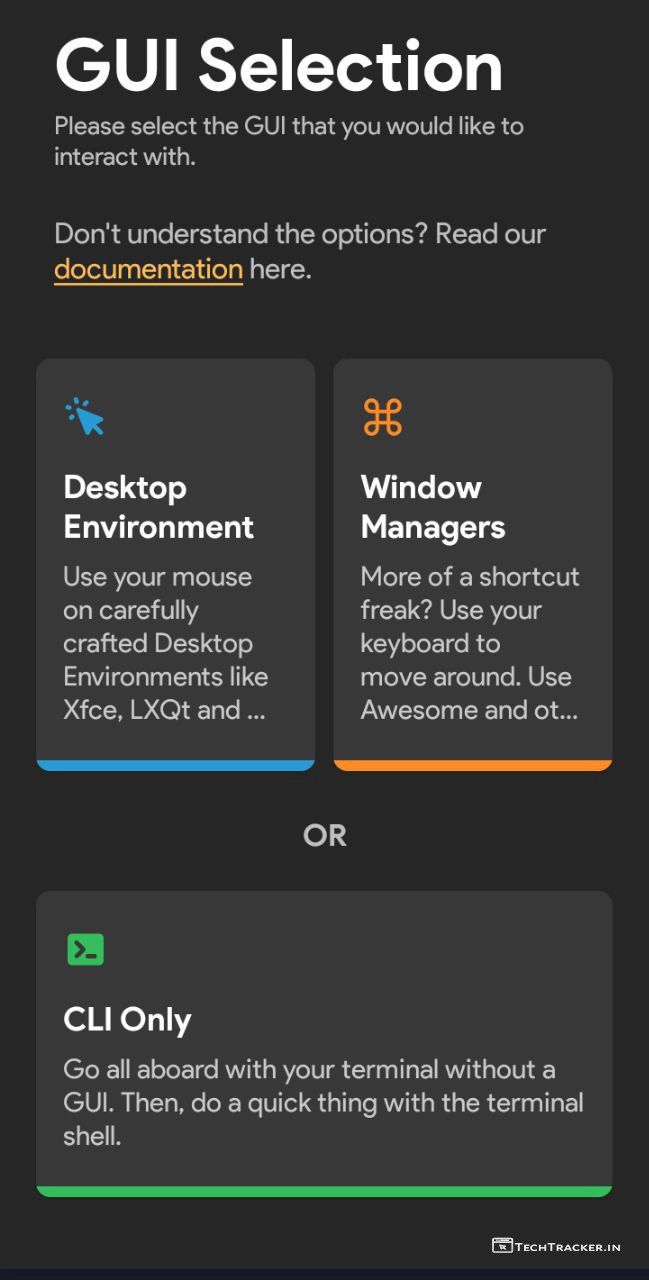 GUI Selection
Please select the GUI that you would like to
interact with.
Don't understand the options? Read our
documentation here.
Desktop
Environment
Use your mouse
on carefully
crafted Desktop
Environments like
Xfce, LXQt and ...
Window
Managers
More of a shortcut
freak? Use your
keyboard to
move around. Use
Awesome and ot...
OR
CLI Only
Go all aboard with your terminal without a
GUI. Then, do a quick thing with the terminal
shell.
TechTracker.in